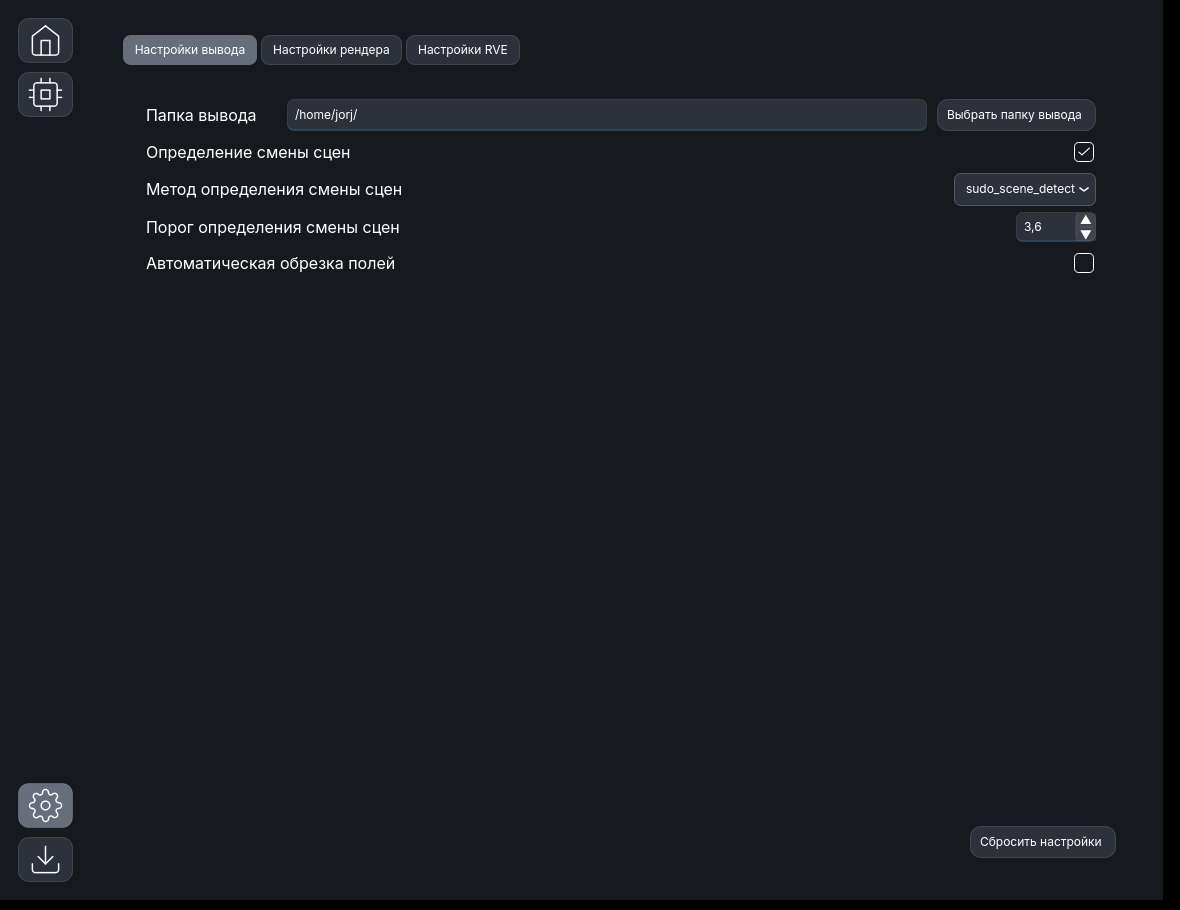 Настройки вывода Настройки рендера Настройки RVE
Папка вывода /home/jorj/ Выбрать папку вывода
Определение смены сцен
Метод определения смены сцен sudo_scene_detect
Порог определения смены сцен 3,6
Автоматическая обрезка полей
Сбросить настройки